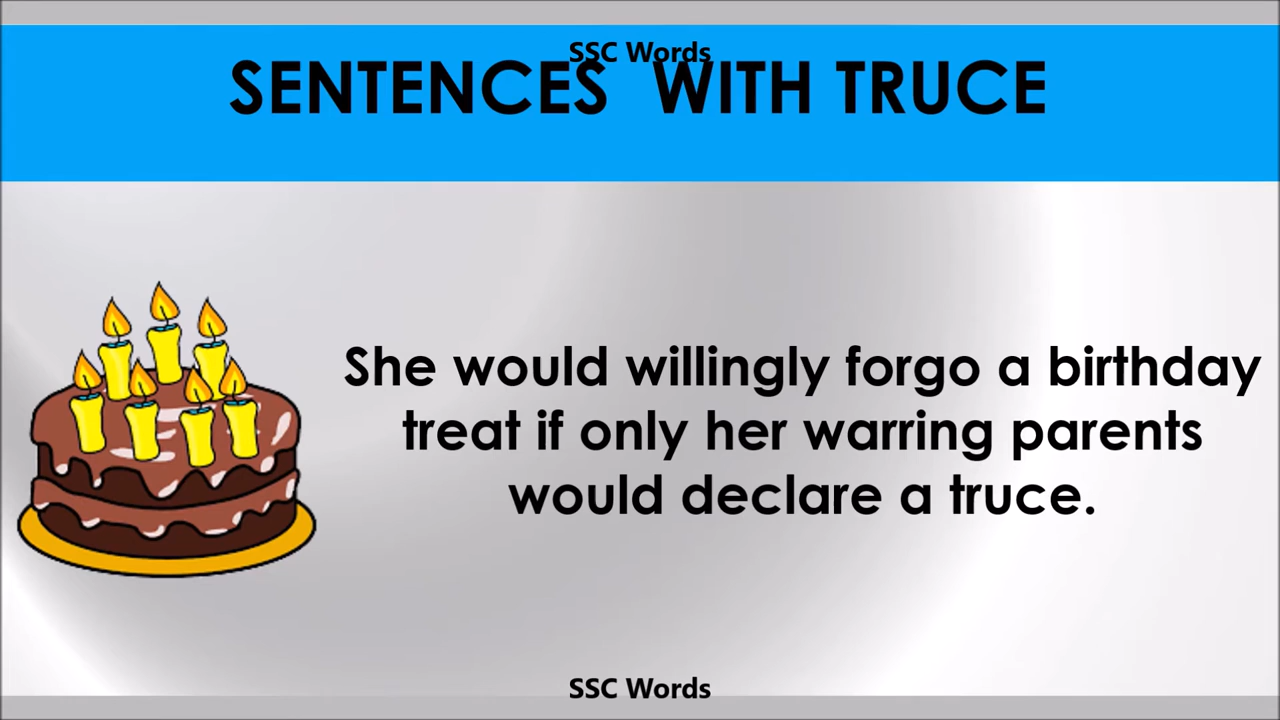 SSC Words
SENTENCES WITH TRUCE
She would willingly forgo a birthday
treat if only her warring parents
would declare a truce.
SSC Words